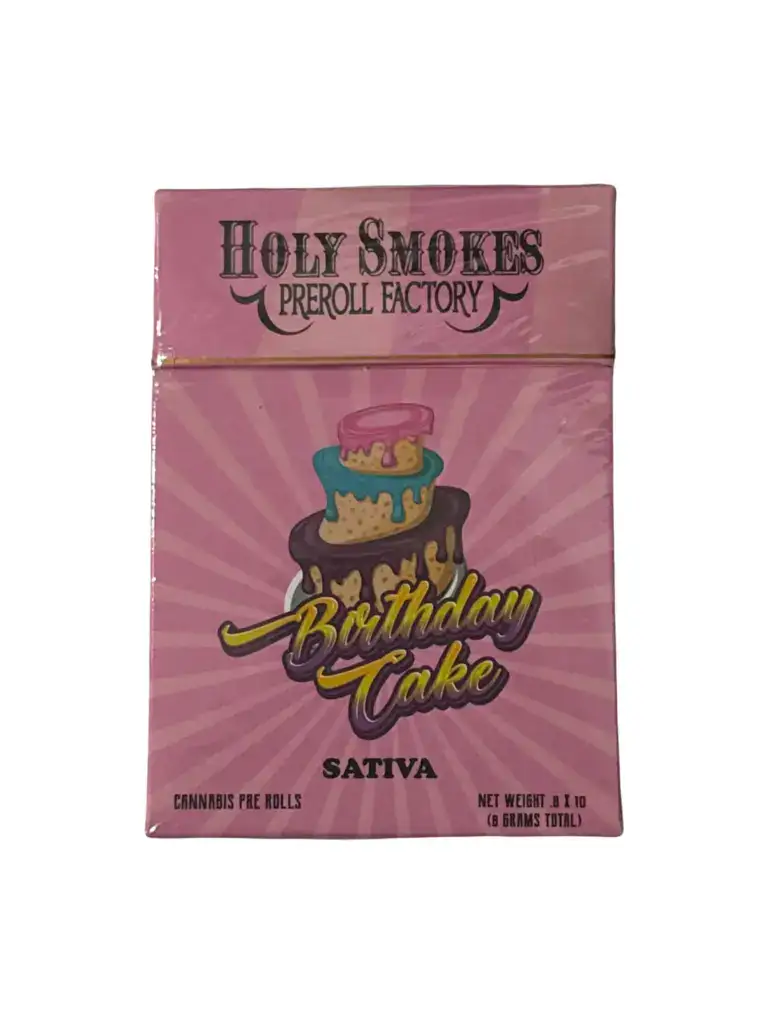 HOLY SMOKES
PREROLL FACTORY
Birthday
Cake
SATIVA
CANNABIS PRE ROLLS
NET WEIGHT .8 X 10
(8 GRAMS TOTAL)